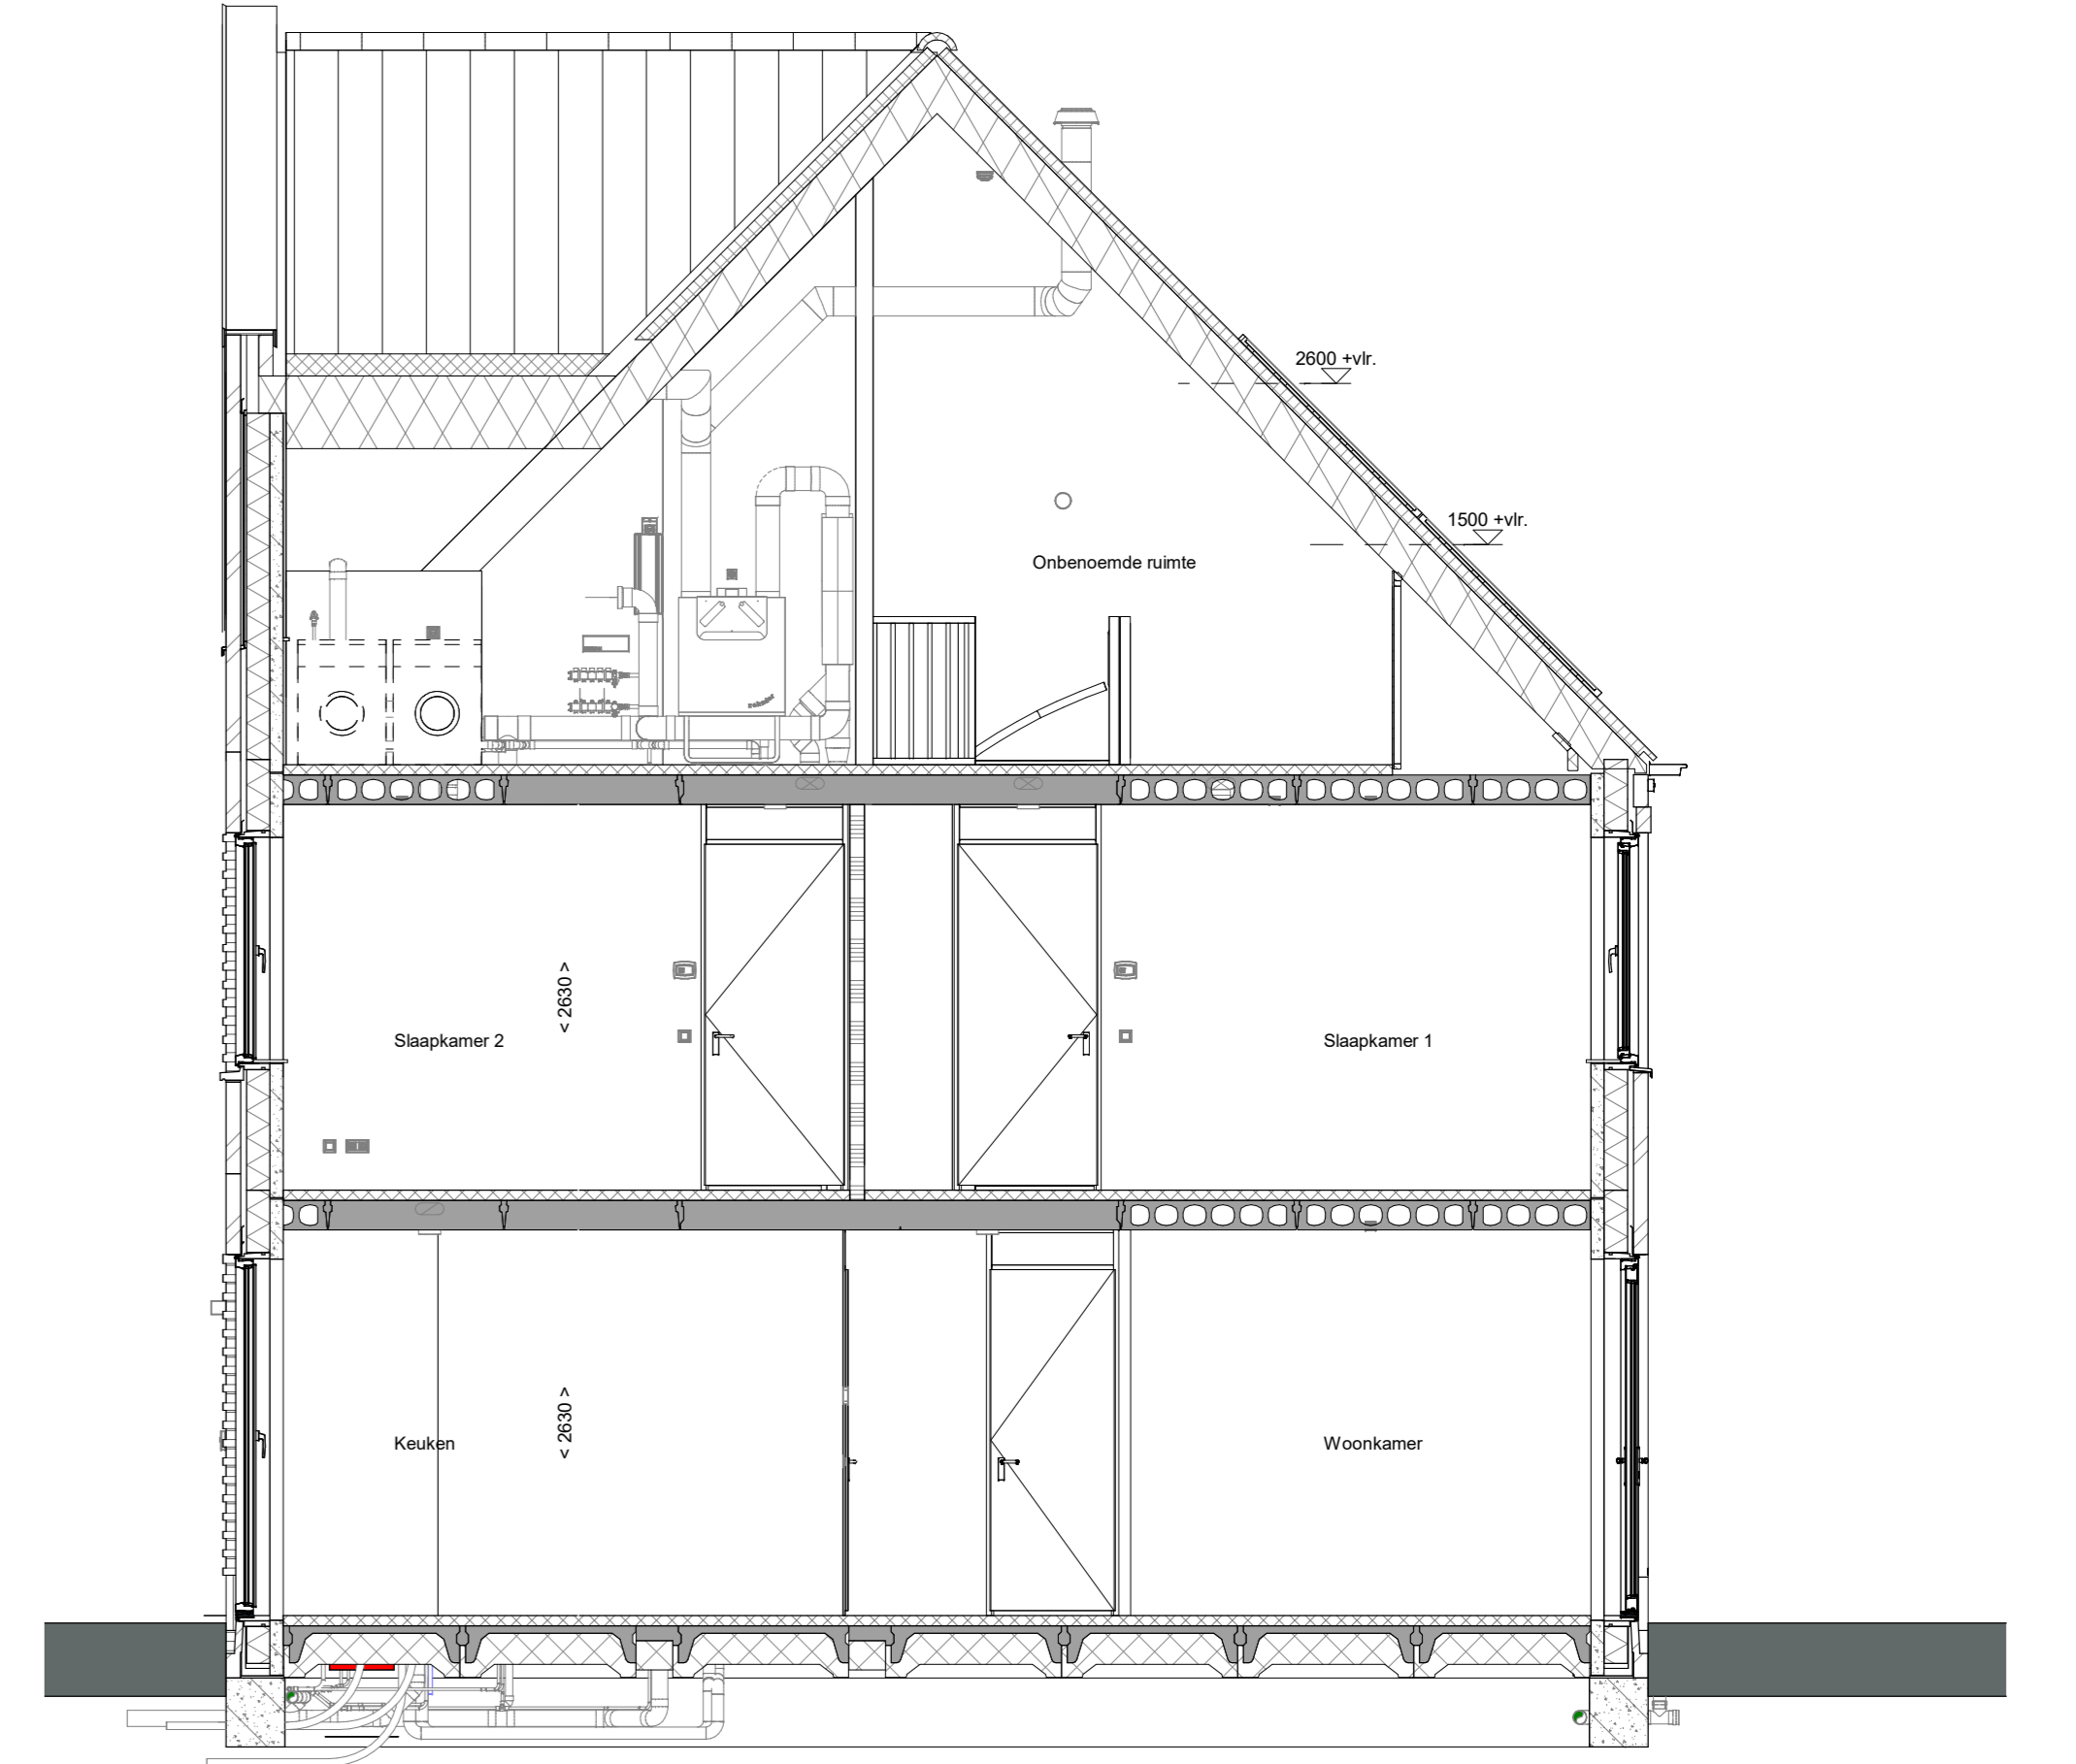 2600 +vlr.
1500 +vlr.
Onbenoemde ruimte
< 2630 >
Slaapkamer 2
Slaapkamer 1
< 2630 >
Keuken
Woonkamer